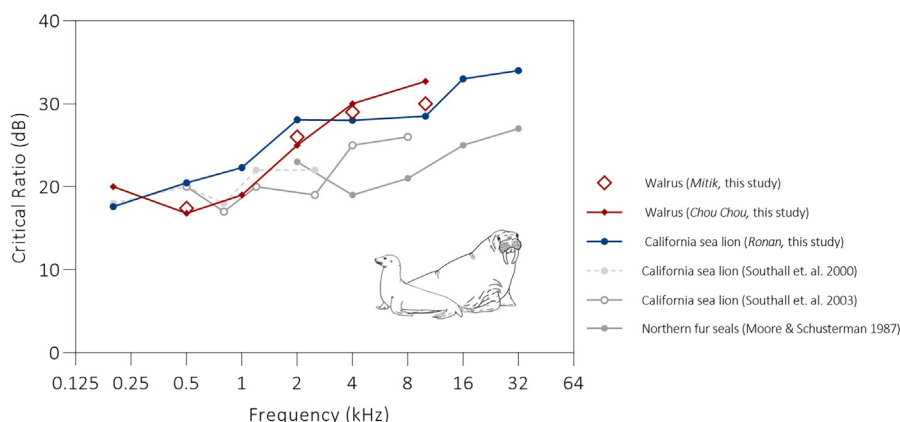 40
30
20
10
0
Critical Ratio (dB)
0.125 0.25 0.5 1 2 4 8 16 32 64
Frequency (kHz)
Walrus (Mitik, this study)
Walrus (Chou Chou, this study)
California sea lion (Ronan, this study)
California sea lion (Southall et. al. 2000)
California sea lion (Southall et. al. 2003)
Northern fur seals (Moore & Schusterman 1987)